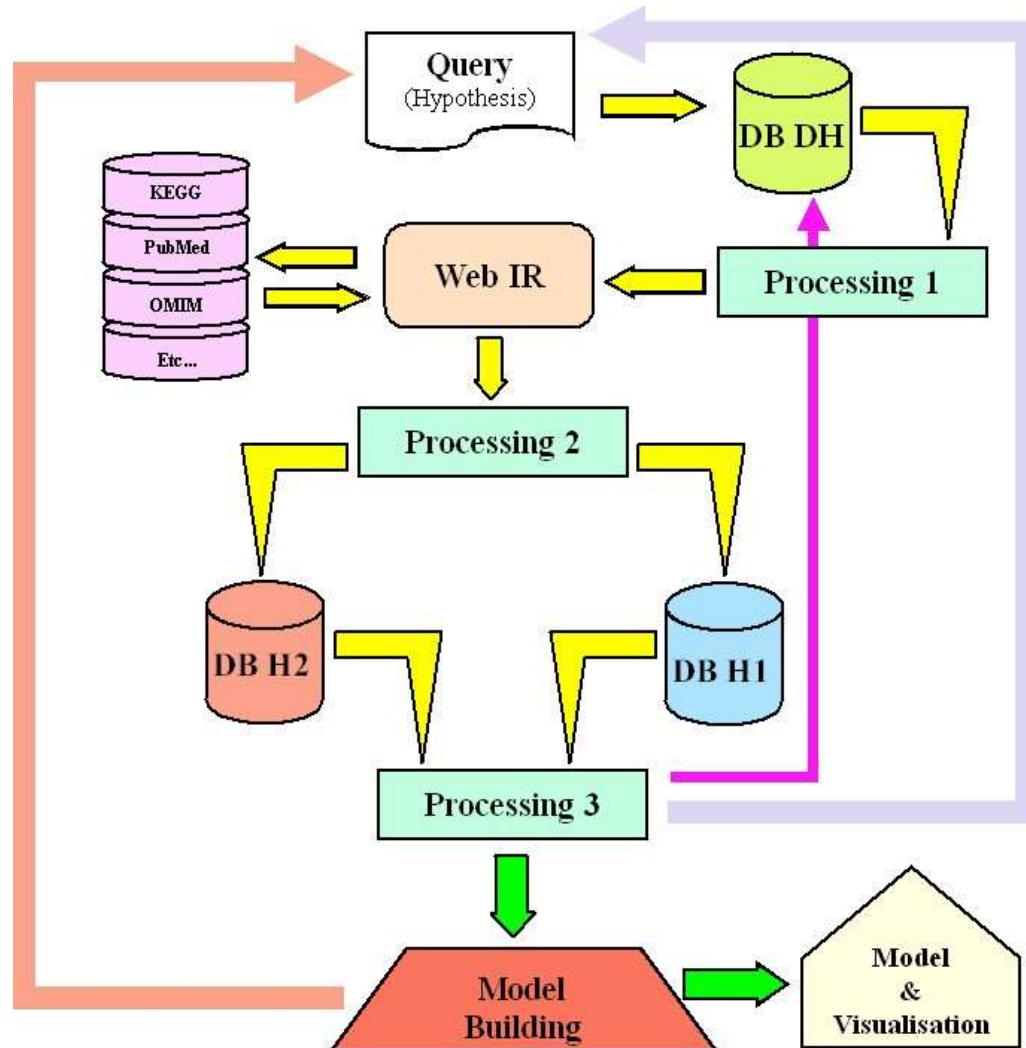 Query
(Hypothesis)
DB DH
KEGG
PubMed
OMIM
Etc...
Web IR
Processing 1
Processing 2
DB H2
DB H1
Processing 3
Model
Building
Model
&
Visualisation